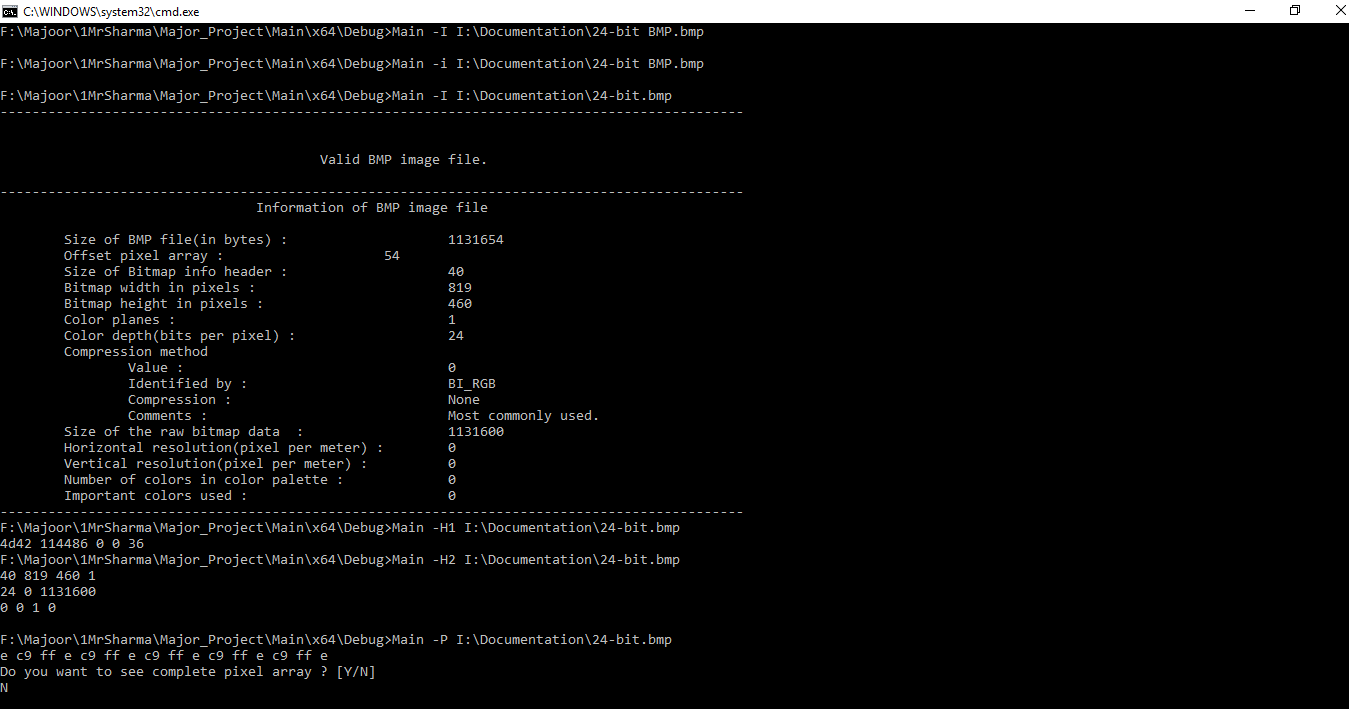 C:\WINDOWS\system32\cmd.exe
F:\Majoor\1MrSharma\Major_Project\Main\x64\Debug>Main -I I:\Documentation\24-bit BMP.bmp
F:\Majoor\1MrSharma\Major_Project\Main\x64\Debug>Main -i I:\Documentation\24-bit BMP.bmp
F:\Majoor\1MrSharma\Major_Project\Main\x64\Debug>Main -I I:\Documentation\24-bit.bmp
---------------------------------------------------------------------------------------------
Valid BMP image file.
---------------------------------------------------------------------------------------------
Information of BMP image file
Size of BMP file(in bytes) : 1131654
Offset pixel array : 54
Size of Bitmap info header : 40
Bitmap width in pixels : 819
Bitmap height in pixels : 460
Color planes : 1
Color depth(bits per pixel) : 24
Compression method
Value : 0
Identified by : BI_RGB
Compression : None
Comments : Most commonly used.
Size of the raw bitmap data  : 1131600
Horizontal resolution(pixel per meter) : 0
Vertical resolution(pixel per meter) : 0
Number of colors in color palette : 0
Important colors used : 0
---------------------------------------------------------------------------------------------
F:\Majoor\1MrSharma\Major_Project\Main\x64\Debug>Main -H1 I:\Documentation\24-bit.bmp
4d42 114486 0 0 36
F:\Majoor\1MrSharma\Major_Project\Main\x64\Debug>Main -H2 I:\Documentation\24-bit.bmp
40 819 460 1
24 0 1131600
0 0 1 0
F:\Majoor\1MrSharma\Major_Project\Main\x64\Debug>Main -P I:\Documentation\24-bit.bmp
e c9 ff e c9 ff e c9 ff e c9 ff e c9 ff e
Do you want to see complete pixel array ? [Y/N]
N